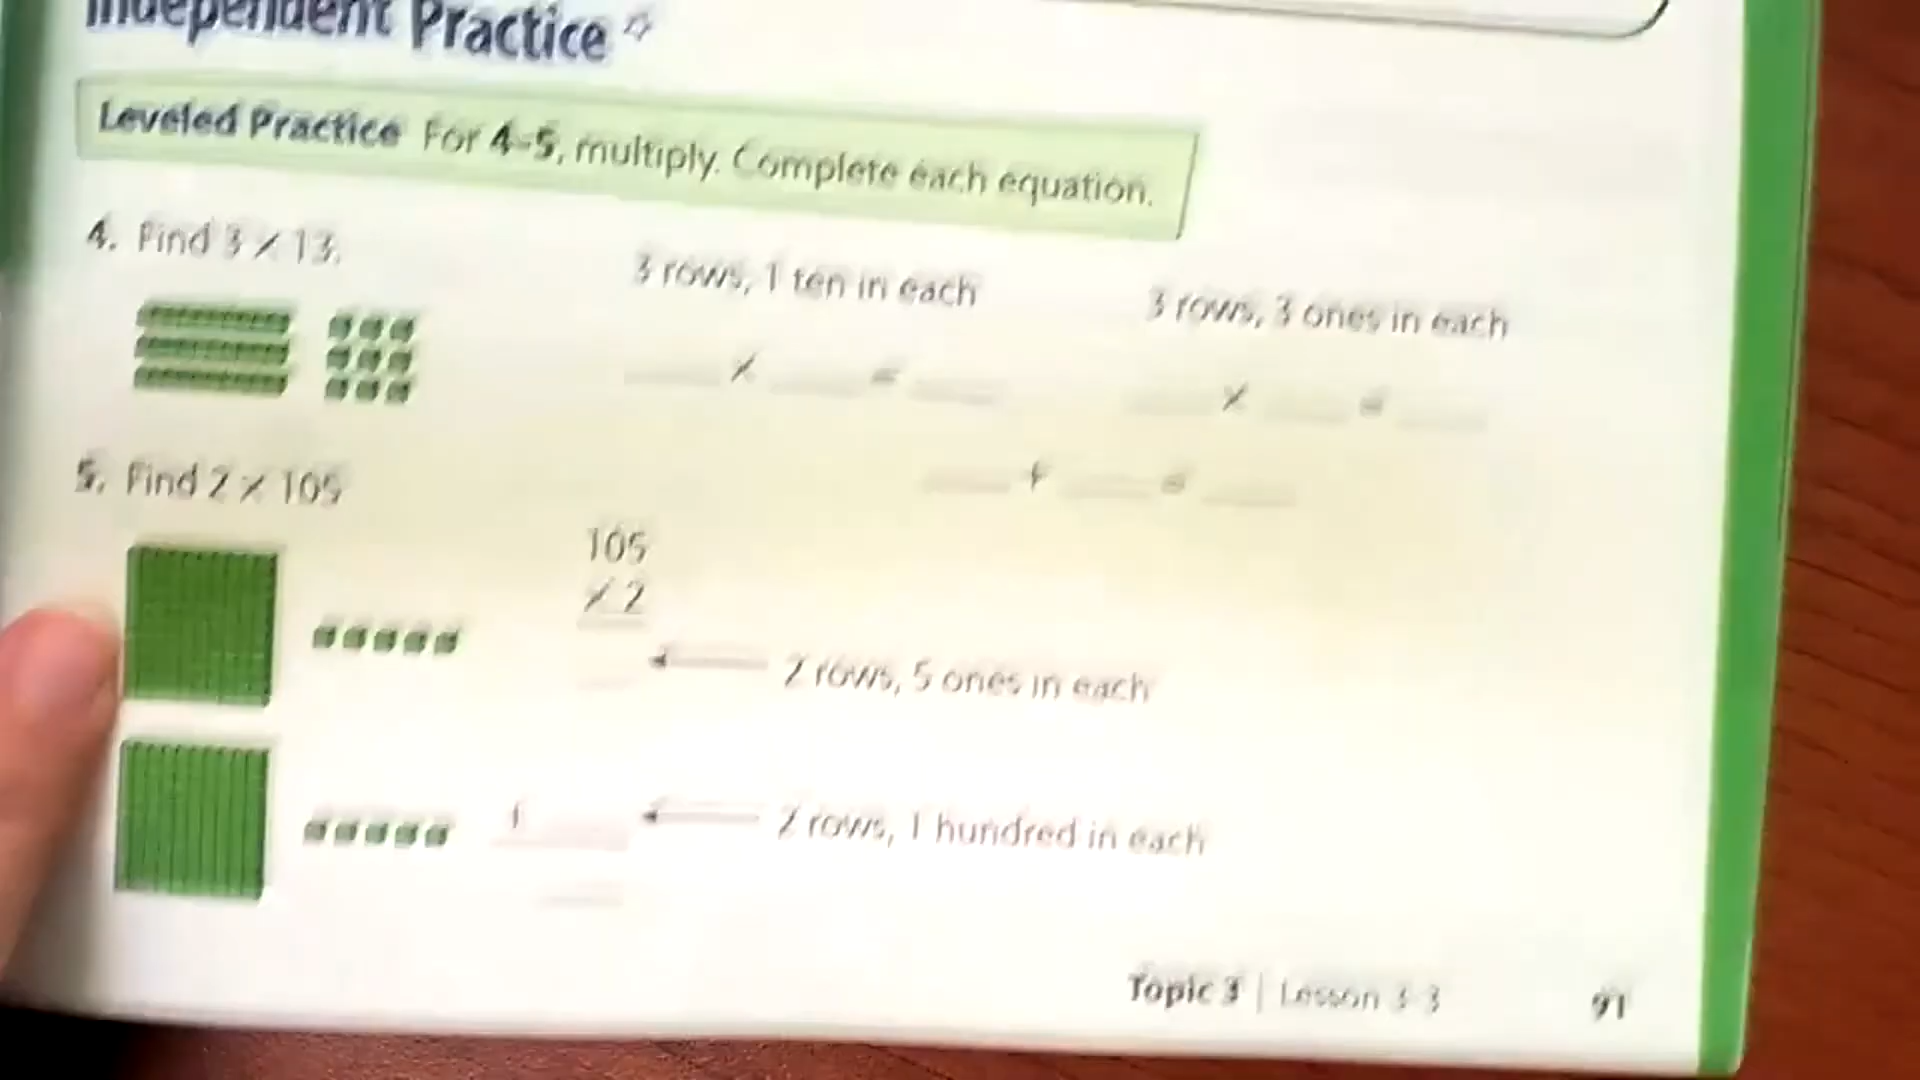 Independent Practice
Leveled Practice For 4–5, multiply. Complete each equation.
4. Find 3 × 13.
3 rows, 1 ten in each
3 rows, 3 ones in each
× =
× =
+ =
5. Find 2 × 105
105
× 2
2 rows, 5 ones in each
+
2 rows, 1 hundred in each
Topic 3 | Lesson 3-3
91